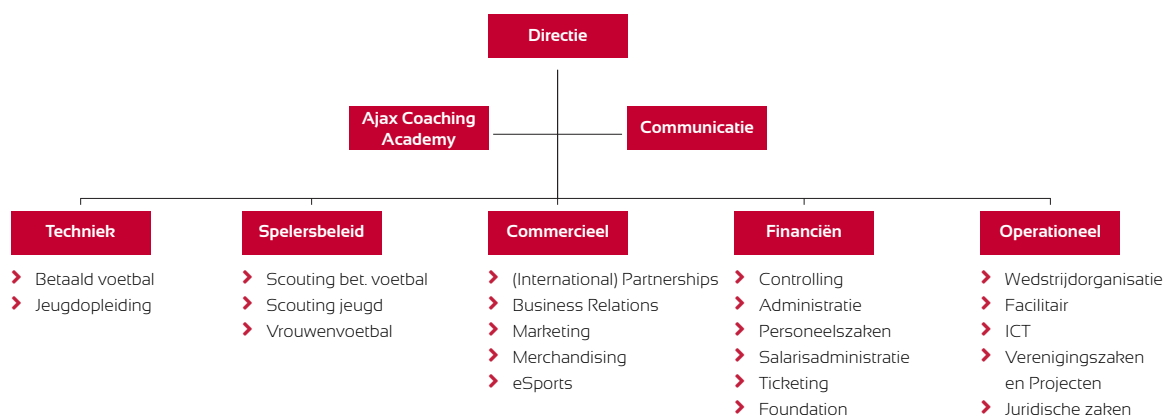 Directie
Ajax Coaching
Academy
Communicatie
Techniek
Betaald voetbal
Jeugdopleiding
Spelersbeleid
Scouting bet. voetbal
Scouting jeugd
Vrouwenvoetbal
Commercieel
(International) Partnerships
Business Relations
Marketing
Merchandising
eSports
Financiën
Controlling
Administratie
Personeelszaken
Salarisadministratie
Ticketing
Foundation
Operationeel
Wedstrijdorganisatie
Facilitair
ICT
Verenigingszaken
en Projecten
Juridische zaken